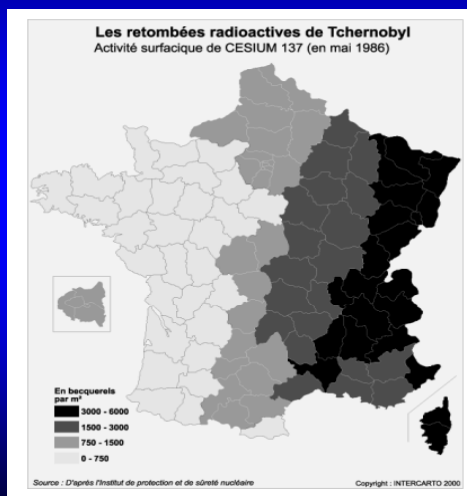 Les retombées radioactives de Tchernobyl
Activité surfacique de CESIUM 137 (en mai 1986)
En becquerels
par m²
3000 - 6000
1500 - 3000
750 - 1500
0 - 750
Source : D'après l'Institut de protection et de sûreté nucléaire
Copyright : INTERCARTO 2000